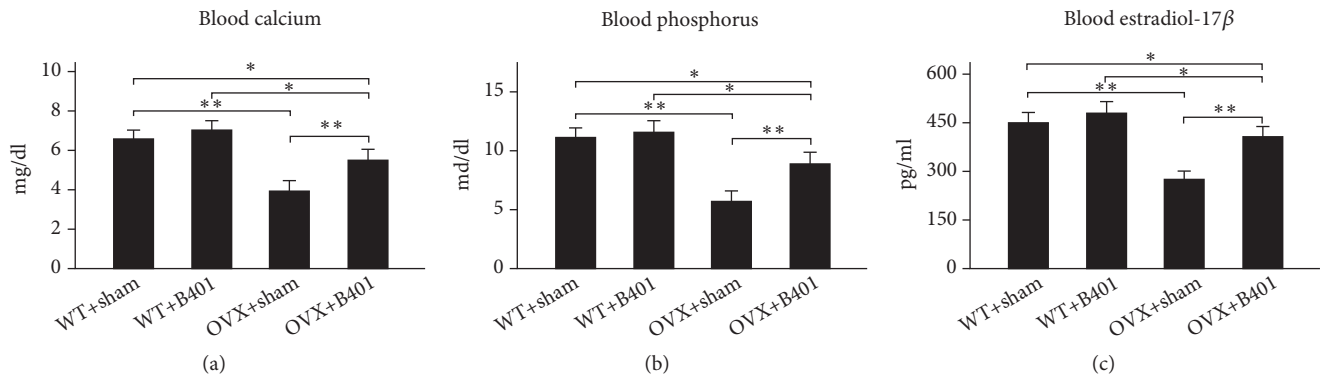 Blood calcium
10
8
6
4
2
0
mg/dl
*
*
**
**
WT+sham
WT+B401
OVX+sham
OVX+B401
(a)
Blood phosphorus
15
10
5
0
md/dl
*
*
**
**
WT+sham
WT+B401
OVX+sham
OVX+B401
(b)
Blood estradiol-17β
600
450
300
150
0
pg/ml
*
*
**
**
WT+sham
WT+B401
OVX+sham
OVX+B401
(c)